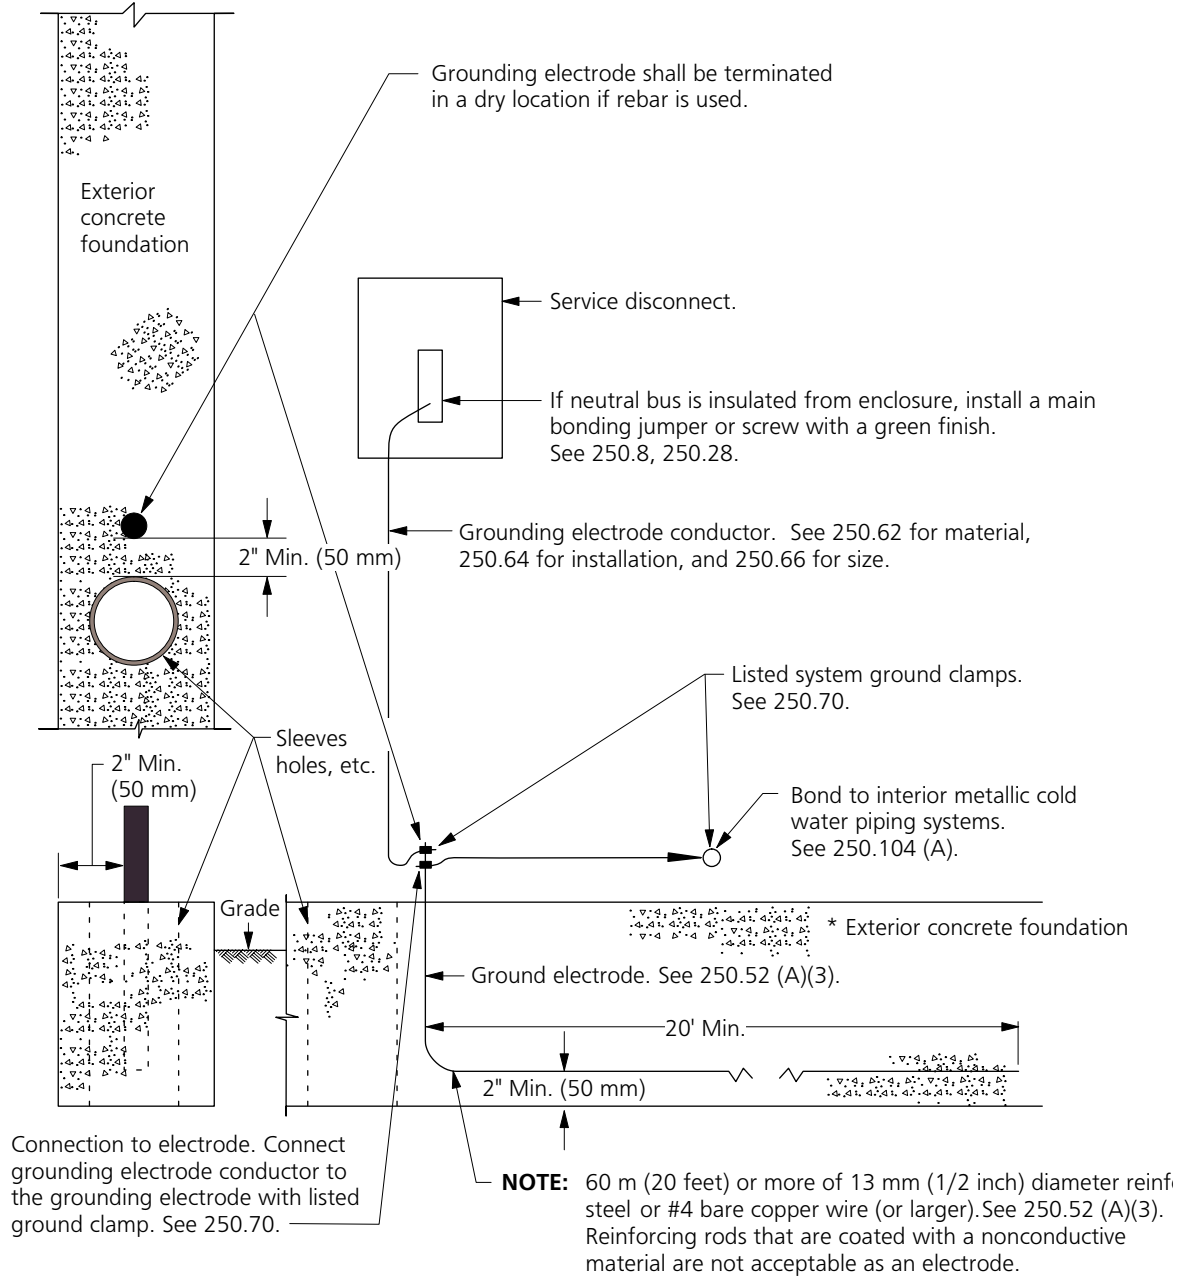 Grounding electrode shall be terminated
in a dry location if rebar is used.
Exterior
concrete
foundation
Service disconnect.
If neutral bus is insulated from enclosure, install a main
bonding jumper or screw with a green finish.
See 250.8, 250.28.
Grounding electrode conductor. See 250.62 for material,
250.64 for installation, and 250.66 for size.
2" Min. (50 mm)
Listed system ground clamps.
See 250.70.
Sleeves
holes, etc.
2" Min.
(50 mm)
Bond to interior metallic cold
water piping systems.
See 250.104 (A).
Grade
* Exterior concrete foundation
Ground electrode. See 250.52 (A)(3).
20' Min.
2" Min. (50 mm)
Connection to electrode. Connect
grounding electrode conductor to
the grounding electrode with listed
ground clamp. See 250.70.
NOTE: 60 m (20 feet) or more of 13 mm (1/2 inch) diameter reinf
steel or #4 bare copper wire (or larger). See 250.52 (A)(3).
Reinforcing rods that are coated with a nonconductive
material are not acceptable as an electrode.